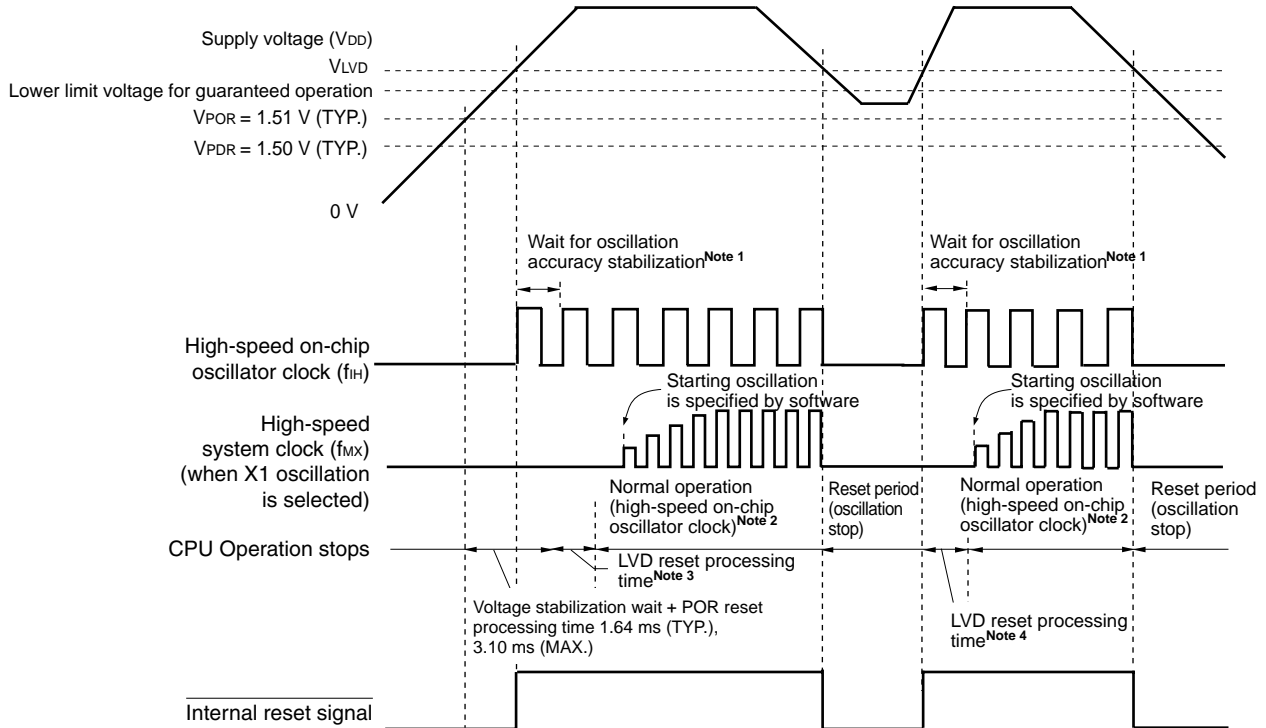 Supply voltage (VDD)
VLVD
Lower limit voltage for guaranteed operation
VPOR = 1.51 V (TYP.)
VPDR = 1.50 V (TYP.)
0 V
Wait for oscillation
accuracy stabilizationNote 1
Wait for oscillation
accuracy stabilizationNote 1
High-speed on-chip
oscillator clock (fIH)
Starting oscillation
is specified by software
Starting oscillation
is specified by software
High-speed
system clock (fMX)
(when X1 oscillation
is selected)
Normal operation
(high-speed on-chip
oscillator clock)Note 2
Reset period
(oscillation
stop)
Normal operation
(high-speed on-chip
oscillator clock)Note 2
Reset period
(oscillation
stop)
CPU Operation stops
LVD reset processing
timeNote 3
Voltage stabilization wait + POR reset
processing time 1.64 ms (TYP.),
3.10 ms (MAX.)
LVD reset processing
timeNote 4
Internal reset signal